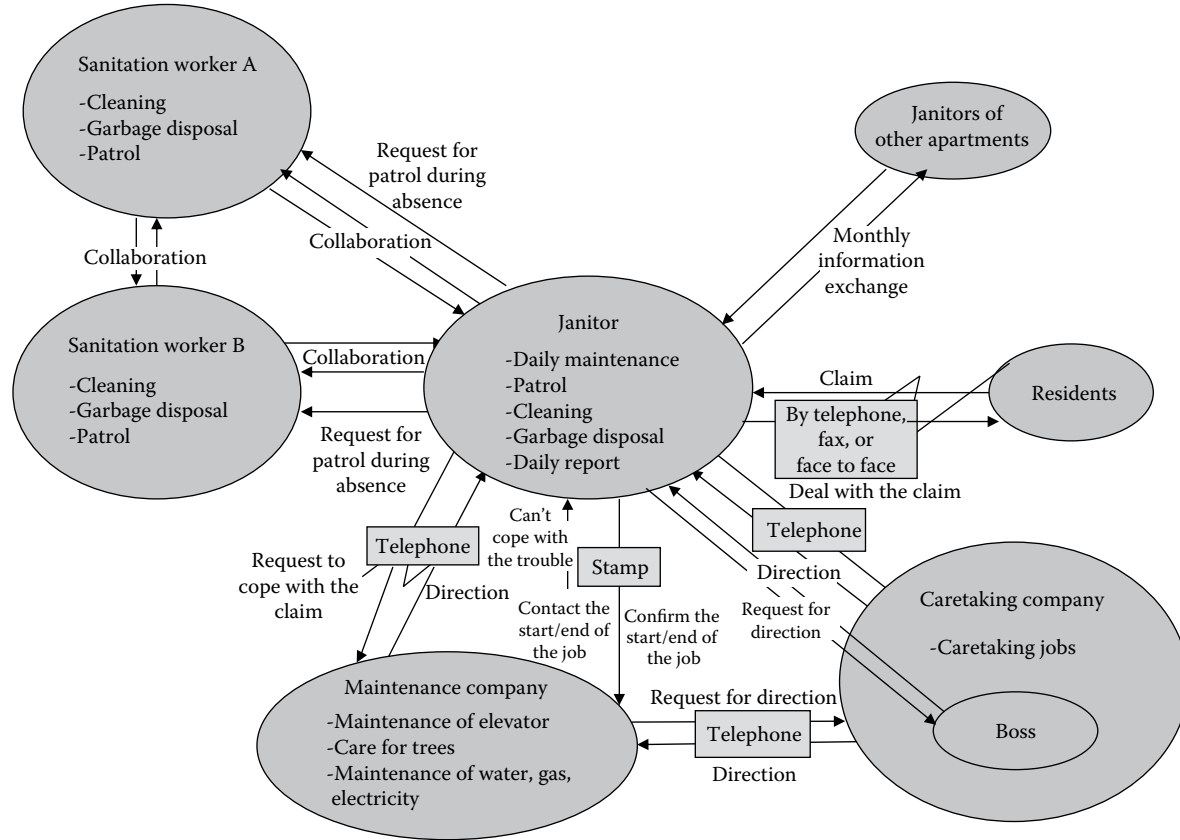 Sanitation worker A
-Cleaning
-Garbage disposal
-Patrol
Janitors of
other apartments
Request for
patrol during
absence
Collaboration
Monthly
information
exchange
Collaboration
Sanitation worker B
-Cleaning
-Garbage disposal
-Patrol
Collaboration
Request for
patrol during
absence
Janitor
-Daily maintenance
-Patrol
-Cleaning
-Garbage disposal
-Daily report
Claim
Residents
By telephone,
fax, or
face to face
Deal with the claim
Telephone
Request to
cope with the
claim
Direction
Can't
cope with
the trouble
Stamp
Contact the
start/end of
the job
Confirm the
start/end of
the job
Telephone
Direction
Request for
direction
Caretaking company
-Caretaking jobs
Boss
Maintenance company
-Maintenance of elevator
-Care for trees
-Maintenance of water, gas,
electricity
Request for direction
Telephone
Direction